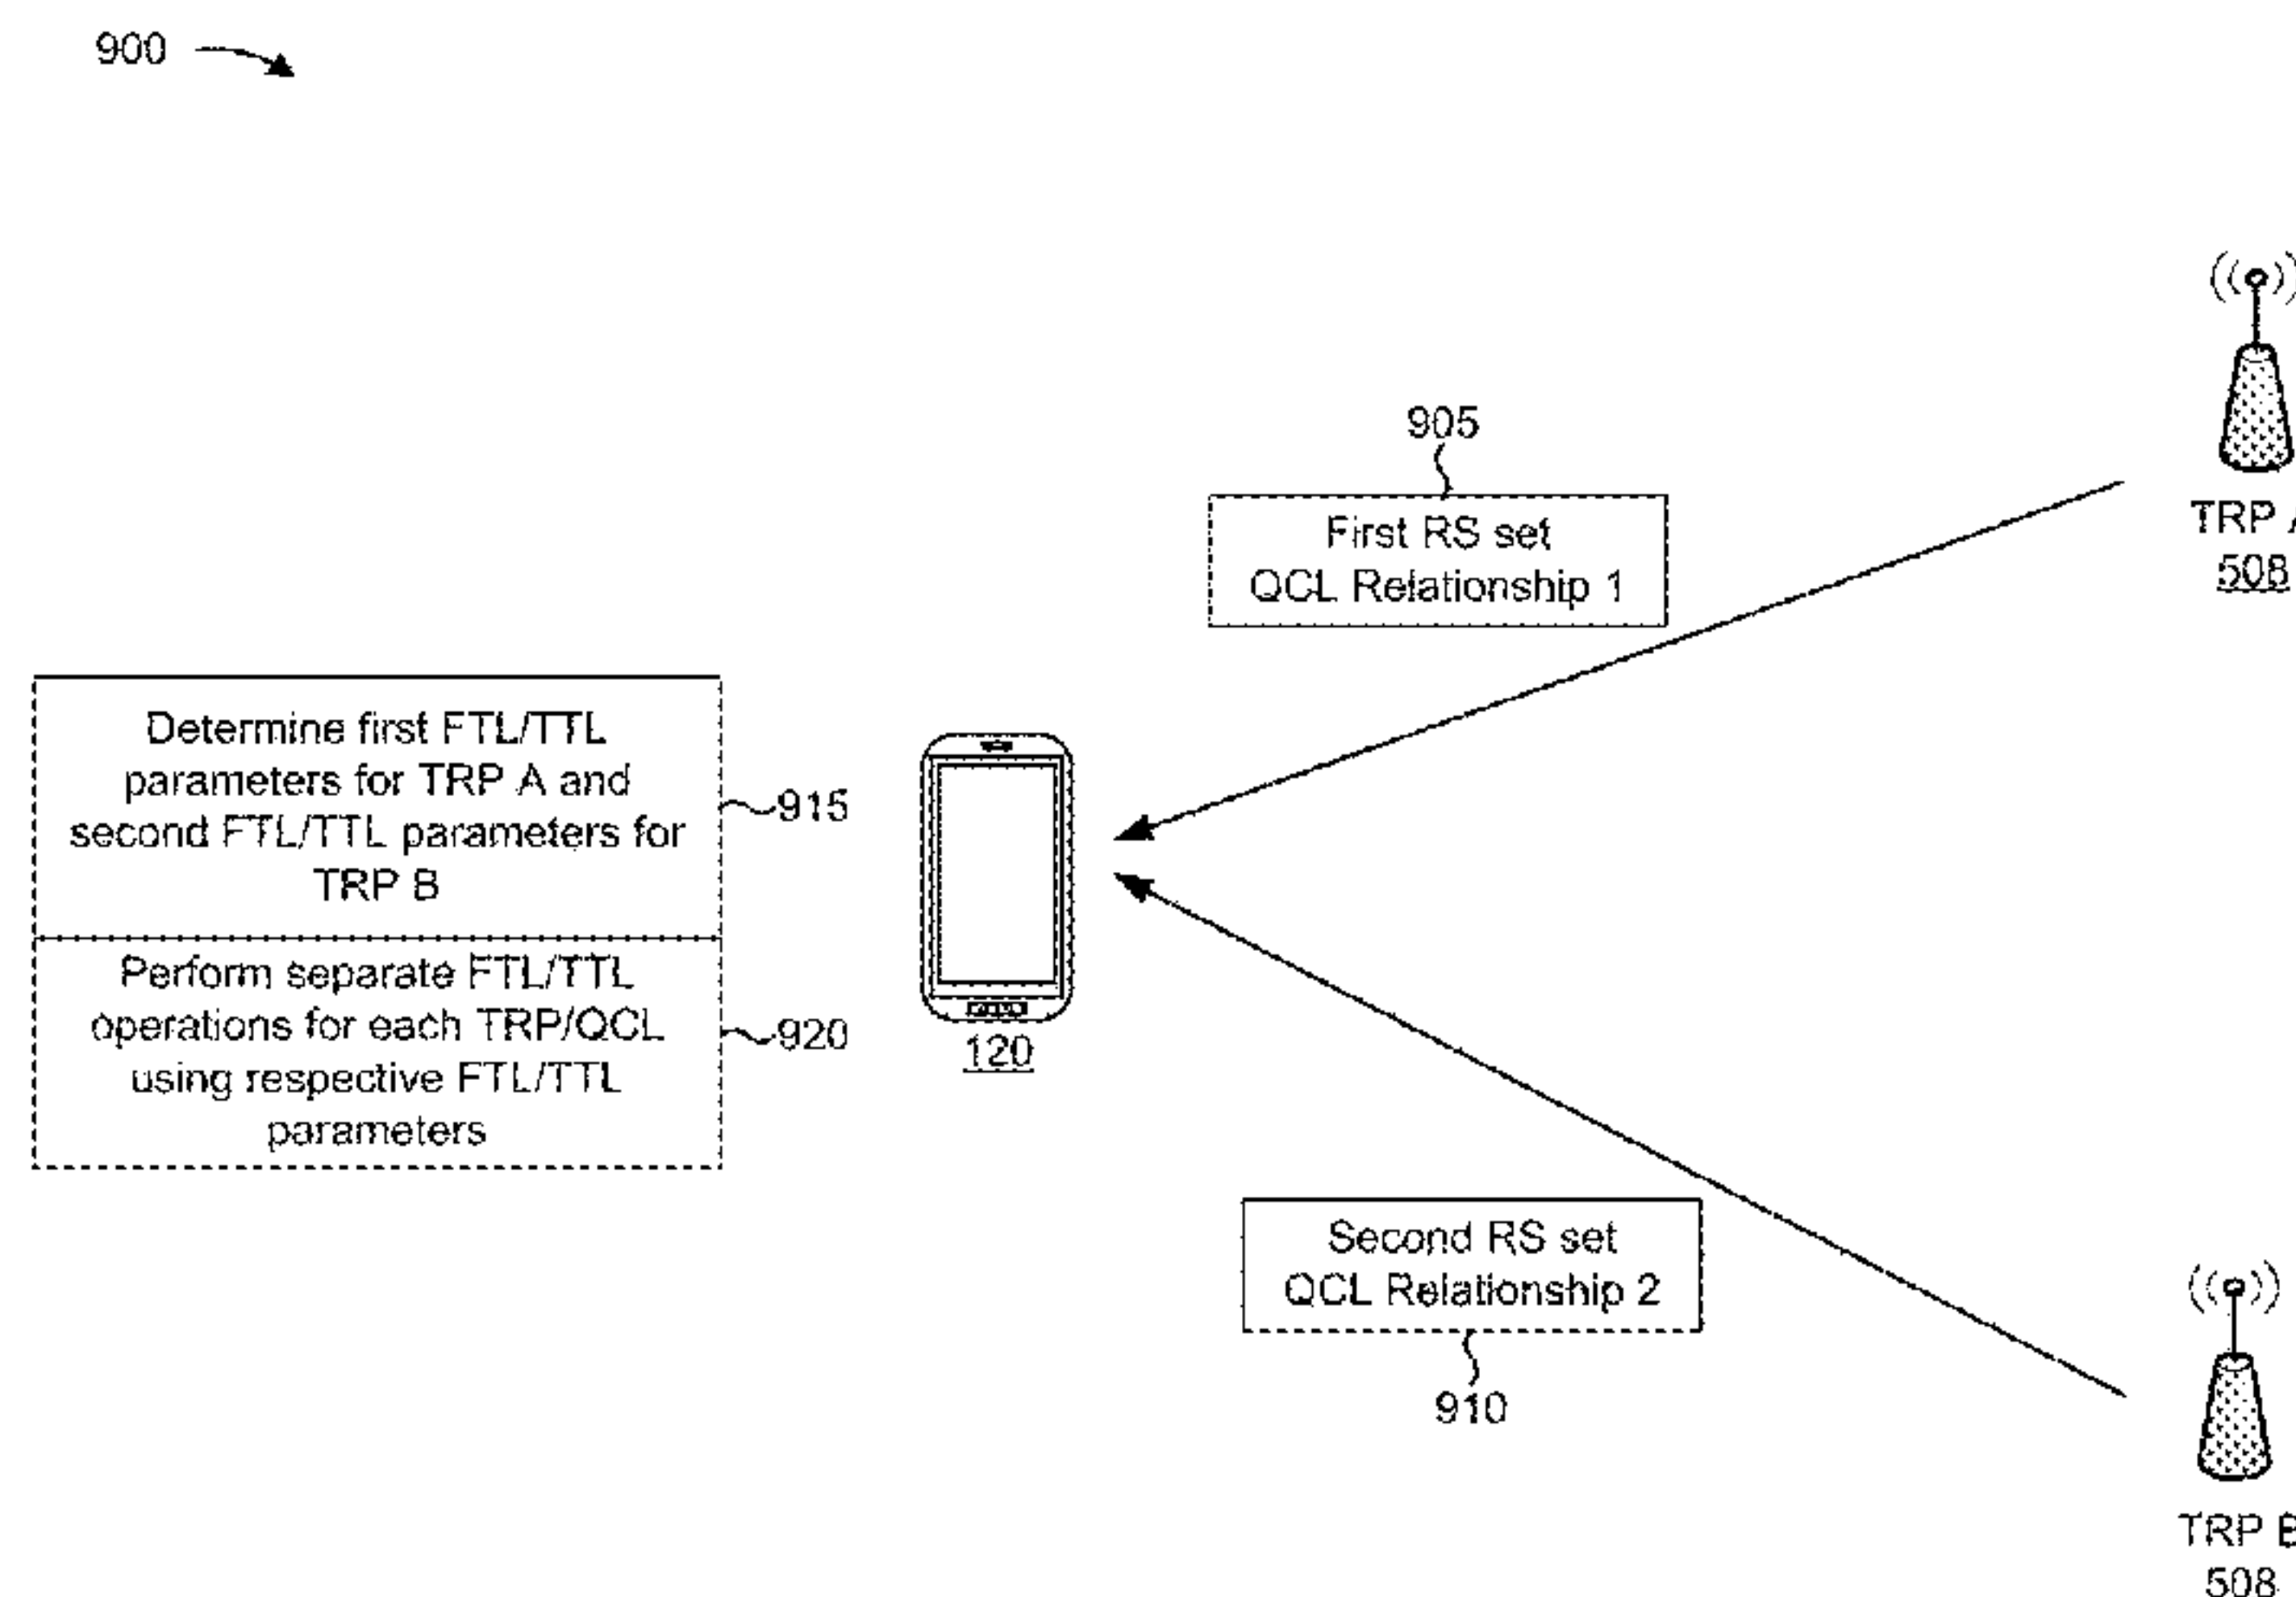 900
905
First RS set
QCL Relationship 1
TRP A
508
Determine first FTL/TTL
parameters for TRP A and
second FTL/TTL parameters for
TRP B
915
Perform separate FTL/TTL
operations for each TRP/QCL
using respective FTL/TTL
parameters
920
120
Second RS set
QCL Relationship 2
910
TRP B
508